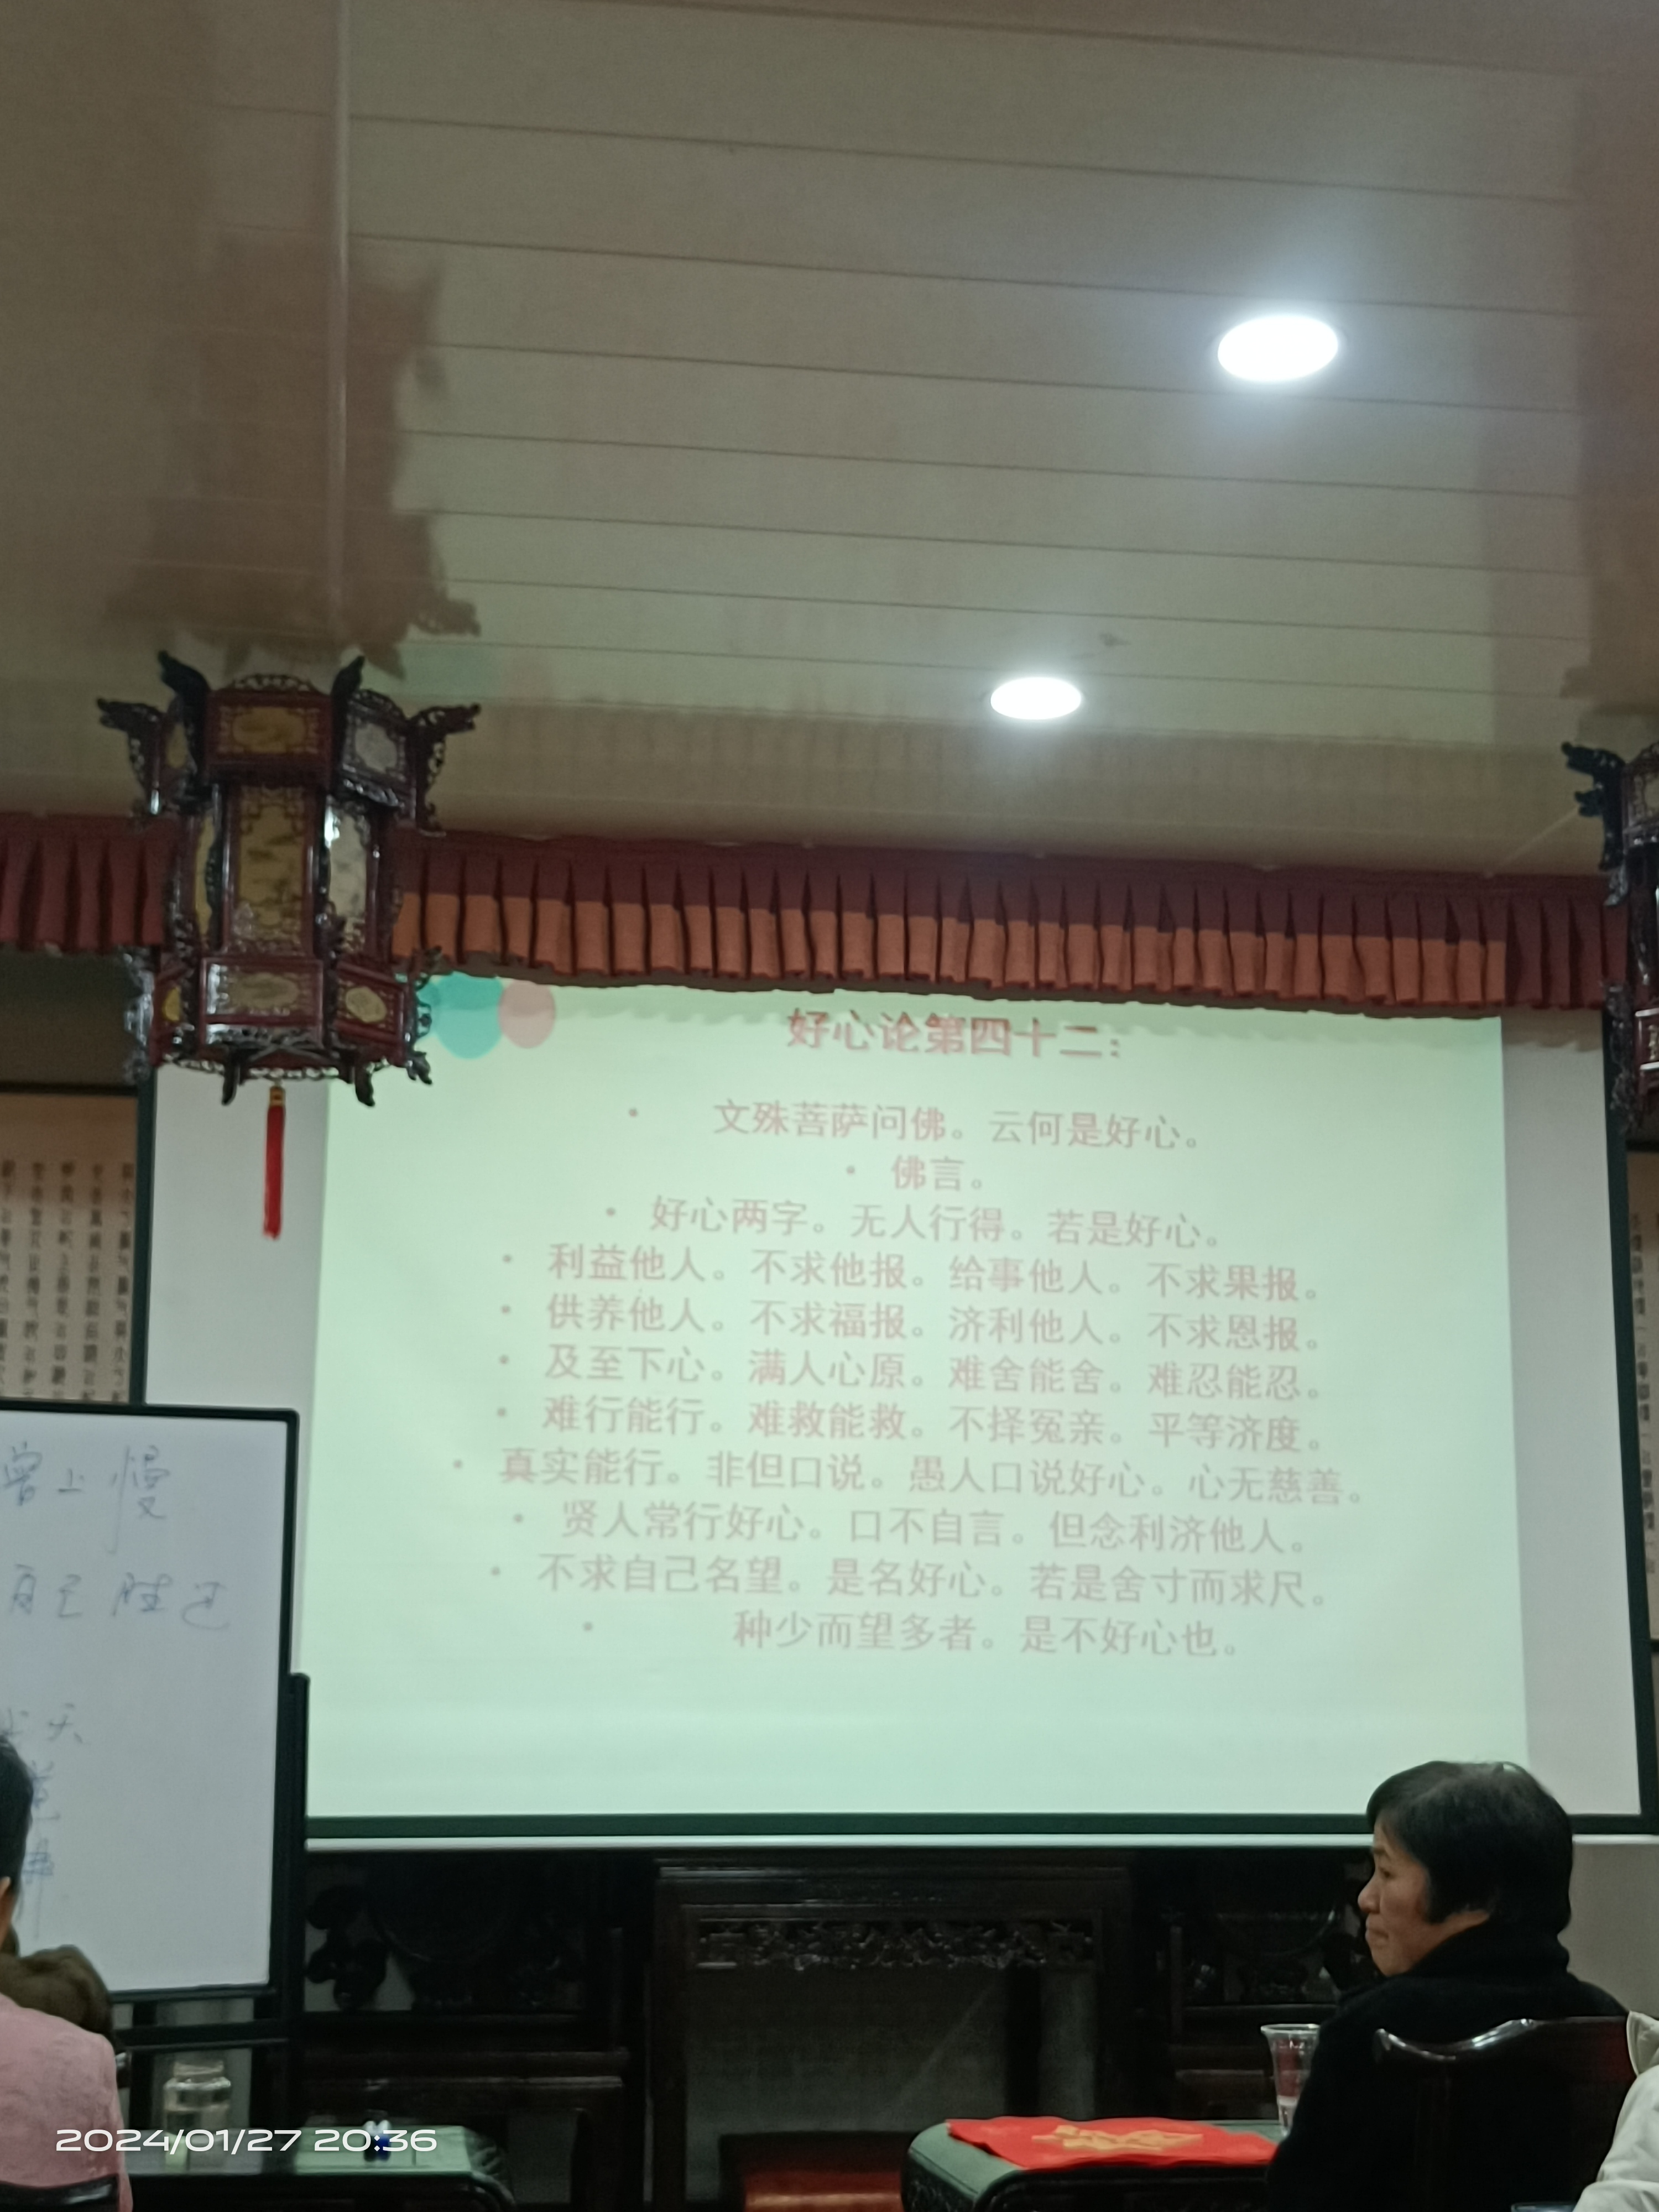 好心论第四十二：
• 文殊菩萨问佛。云何是好心。
• 佛言。
• 好心两字。无人行得。若是好心。
• 利益他人。不求他报。给事他人。不求果报。
• 供养他人。不求福报。济利他人。不求恩报。
• 及至下心。满人心原。难舍能舍。难忍能忍。
• 难行能行。难救能救。不择冤亲。平等济度。
• 真实能行。非但口说。愚人口说好心。心无慈善。
• 贤人常行好心。口不自言。但念利济他人。
• 不求自己名望。是名好心。若是舍寸而求尺。
• 种少而望多者。是不好心也。
曾上慢
自己胜过
天
2024/01/27 20:36